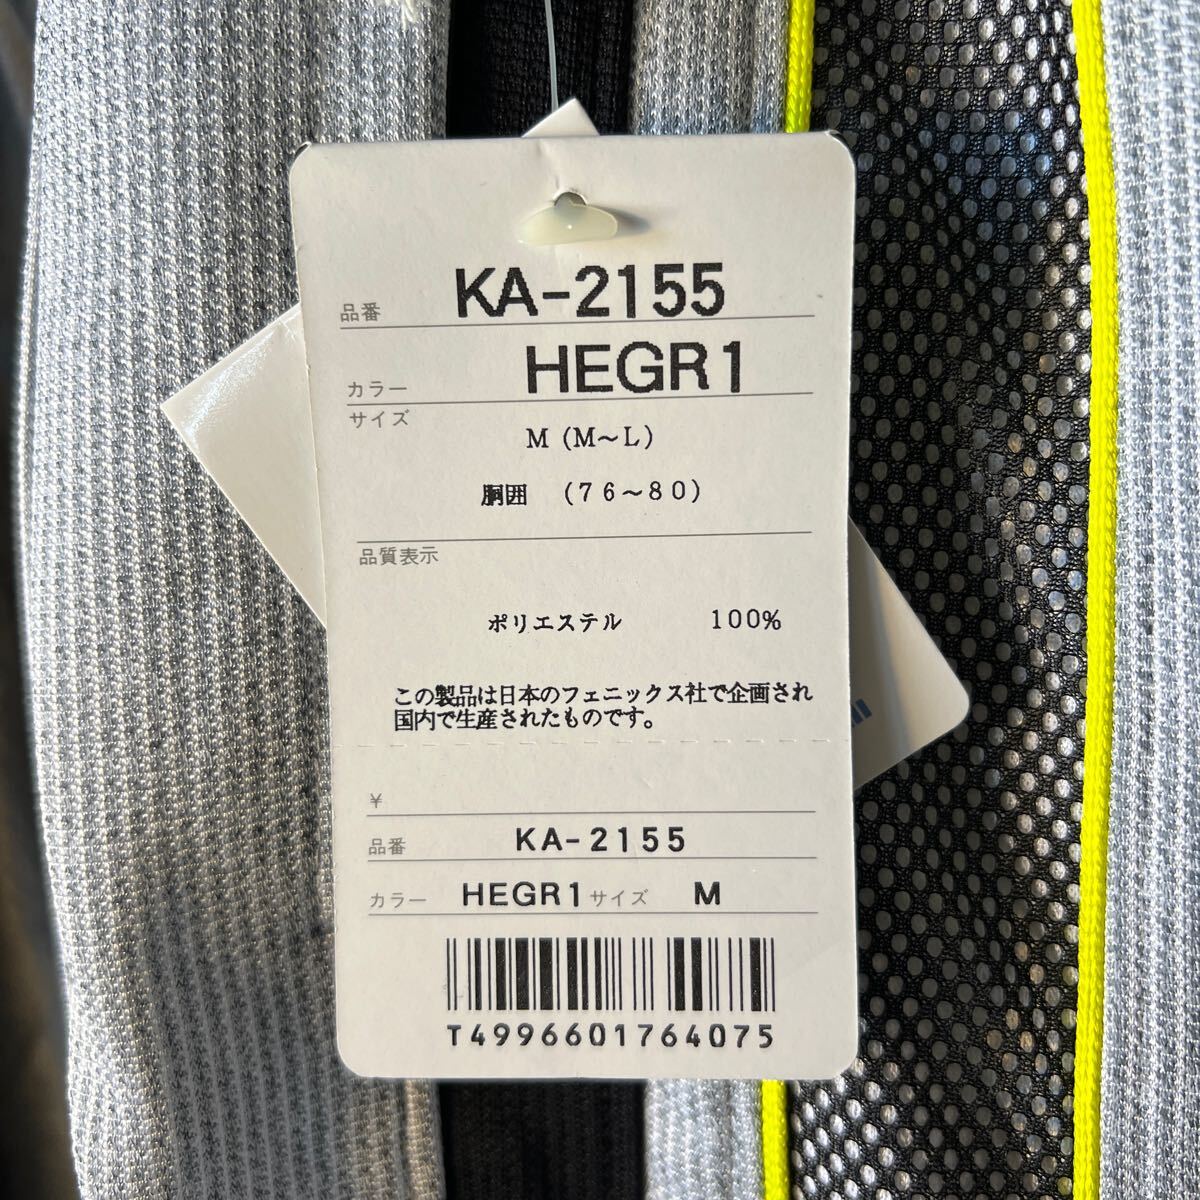 品番 KA-2155
カラー HEGR1
サイズ
M (M～L)
胴囲 (76～80)
品質表示
ポリエステル 100%
この製品は日本のフェニックス社で企画され
国内で生産されたものです。
¥
品番 KA-2155
カラー HEGR1 サイズ M
T4996601764075